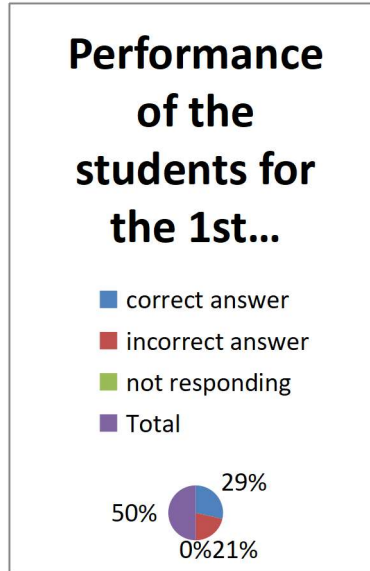 Performance
of the
students for
the 1st...
correct answer
incorrect answer
not responding
Total
29%
50%
0%21%